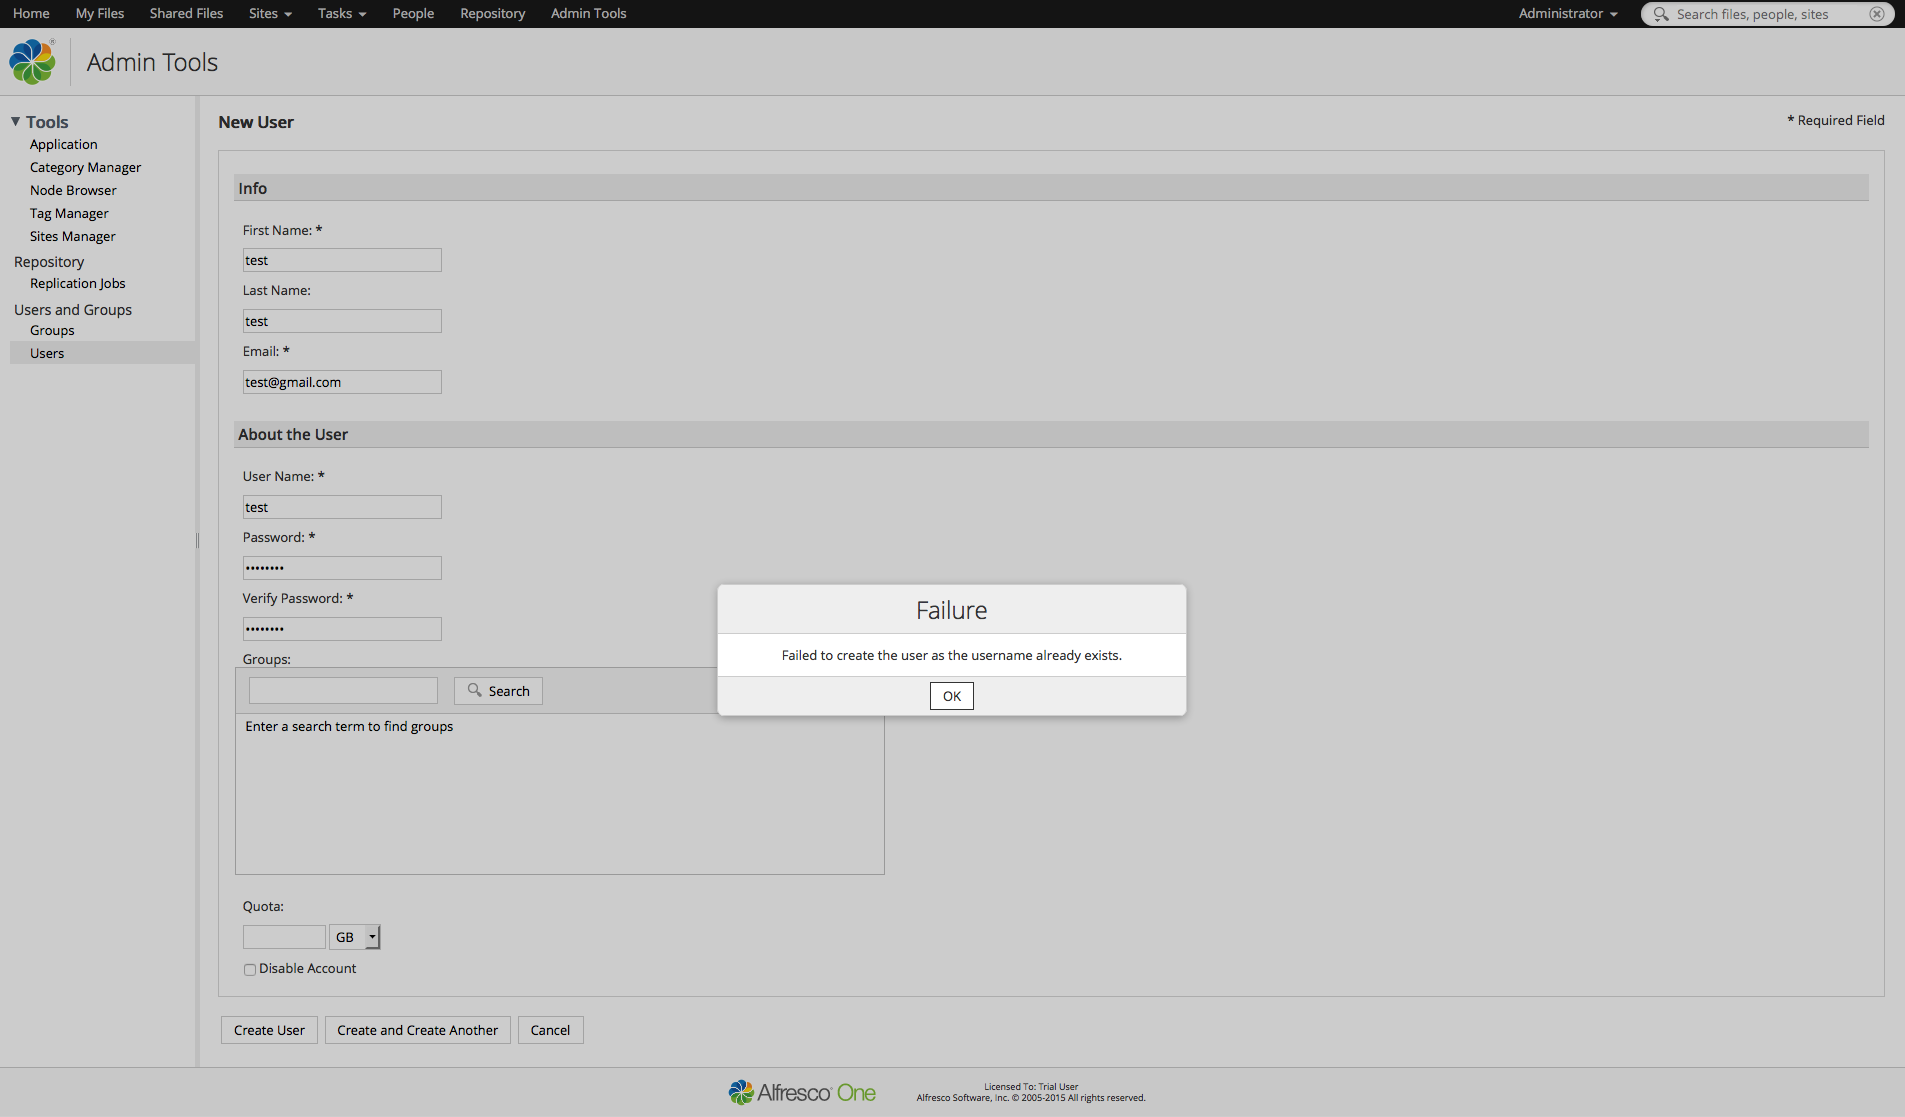 Home My Files Shared Files Sites Tasks People Repository Admin Tools Administrator Search files, people, sites
Admin Tools
Tools
Application
Category Manager
Node Browser
Tag Manager
Sites Manager
Repository
Replication Jobs
Users and Groups
Groups
Users
New User
* Required Field
Info
First Name: *
test
Last Name:
test
Email: *
test@gmail.com
About the User
User Name: *
test
Password: *
••••••••
Verify Password: *
••••••••
Groups:
Search
Enter a search term to find groups
Quota:
GB
Disable Account
Create User Create and Create Another Cancel
Failure
Failed to create the user as the username already exists.
OK
Alfresco One
Licensed To: Trial User
Alfresco Software, Inc. © 2005-2015 All rights reserved.